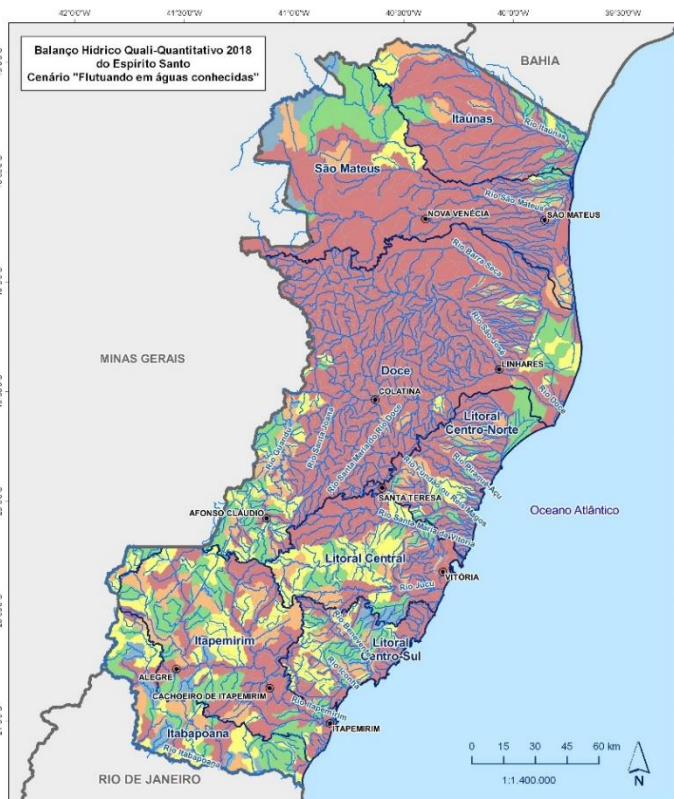 42°0'0"W
41°30'0"W
41°0'0"W
40°30'0"W
40°0'0"W
39°30'0"W
Balanço Hídrico Quali-Quantitativo 2018
do Espírito Santo
Cenário "Flutuando em águas conhecidas"
BAHIA
Itaúnas
Rio Itaúnas
São Mateus
Rio São Mateus
NOVA VENÉCIA
SÃO MATEUS
Rio Barra Seca
MINAS GERAIS
Rio São José
LINHARES
Doce
COLATINA
Rio Doce
Litoral
Centro-Norte
Rio Guandu
Rio Santa Joana
Rio Santa Maria do Rio Doce
Rio Piraquê Açu
Rio Fundão ou Reis Magos
SANTA TERESA
AFONSO CLÁUDIO
Oceano Atlântico
Rio Santa Maria da Vitória
Litoral Central
VITÓRIA
Rio Jucu
Itapemirim
Rio Benevente
Litoral
Centro-Sul
Rio Iconha
ALEGRE
CACHOEIRO DE ITAPEMIRIM
Rio Itapemirim
ITAPEMIRIM
Itabapoana
Rio Itabapoana
RIO DE JANEIRO
0 15 30 45 60 km
1:1.400.000
N